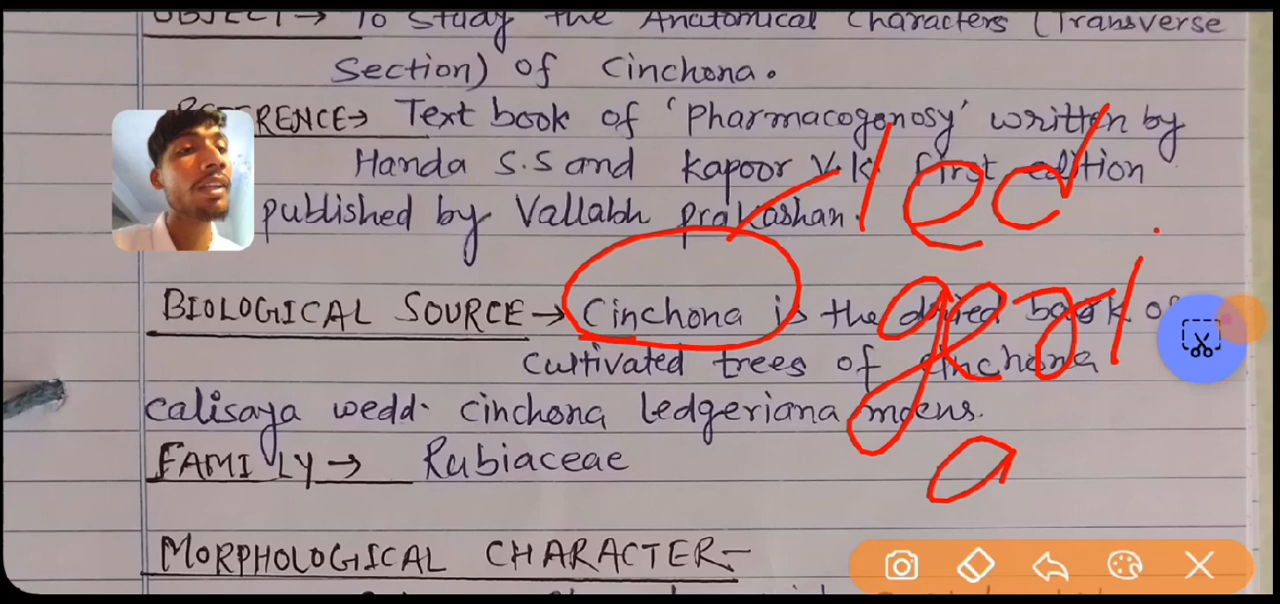 OBJECT → To study the Anatomical Characters (Transverse
Section) of Cinchona.
REFERENCE→ Text book of 'Pharmacogonosy' written by
Handa S.S and Kapoor V.K first edition
published by Vallabh prakashan.
led
BIOLOGICAL SOURCE → Cinchona is the dried bark of
cultivated trees of cinchona
calisaya wedd. cinchona ledgeriana moens.
a
FAMILY → Rubiaceae
MORPHOLOGICAL CHARACTER-